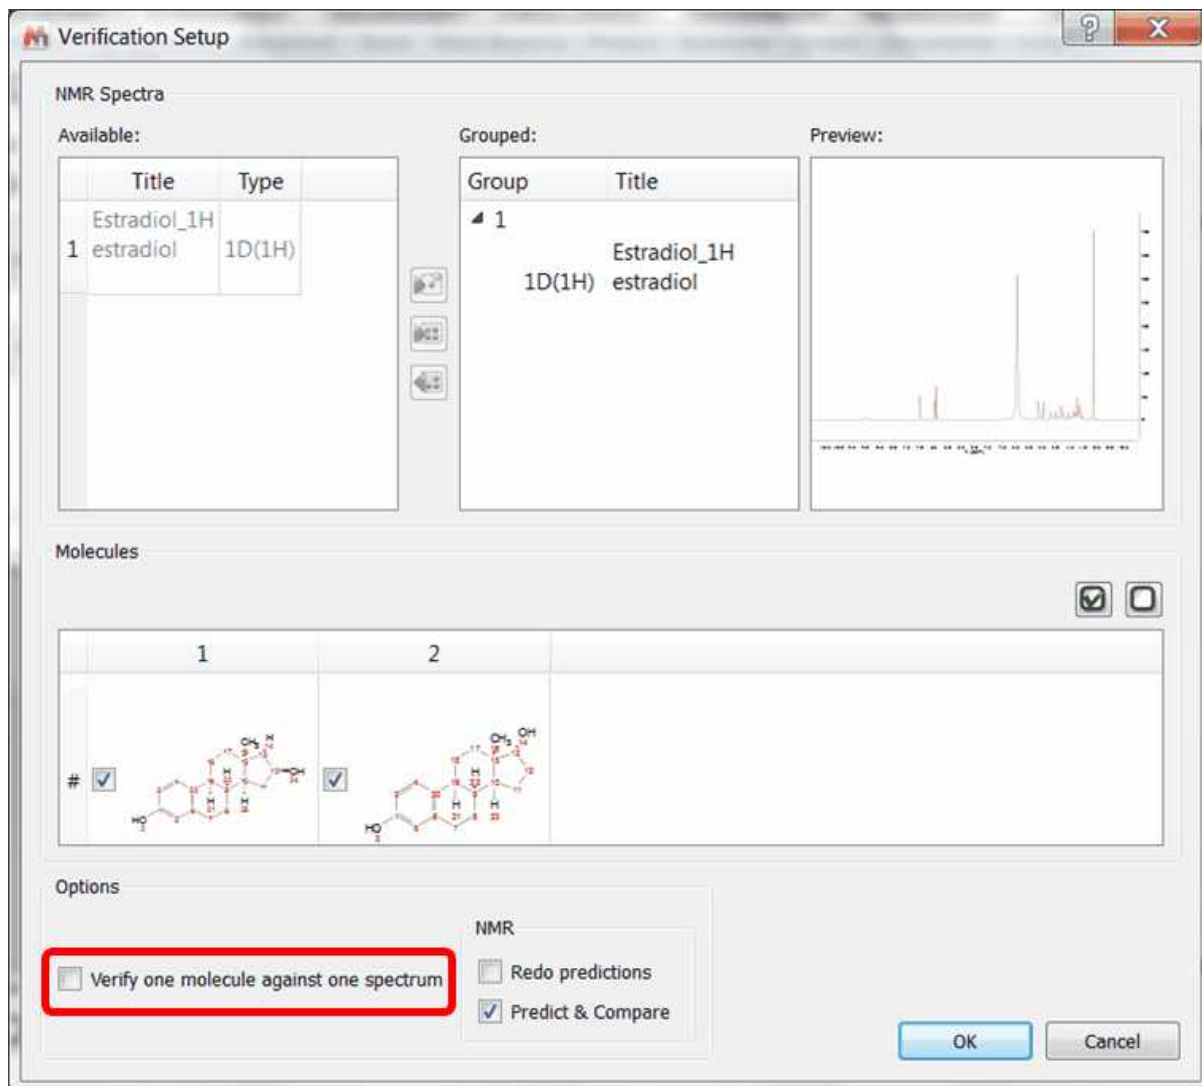 Verification Setup
NMR Spectra
Available:
Grouped:
Preview:
Title Type
Estradiol_1H
1 estradiol 1D(1H)
Group Title
1
Estradiol_1H
1D(1H) estradiol
Molecules
1 2
#
CH₃
OH
HO
CH₃ OH
HO
Options
Verify one molecule against one spectrum
NMR
Redo predictions
Predict & Compare
OK Cancel